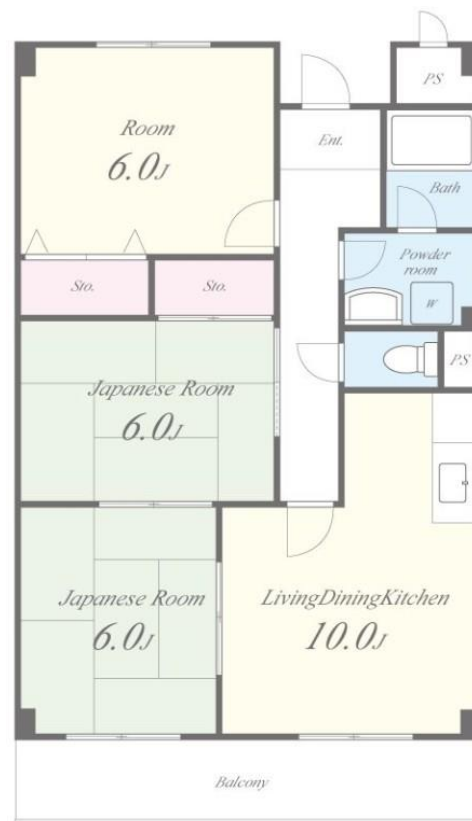 PS
Room
6.0J
Ent.
Bath
Powder
room
W
Sto.
Sto.
PS
Japanese Room
6.0J
Japanese Room
6.0J
LivingDiningKitchen
10.0J
Balcony